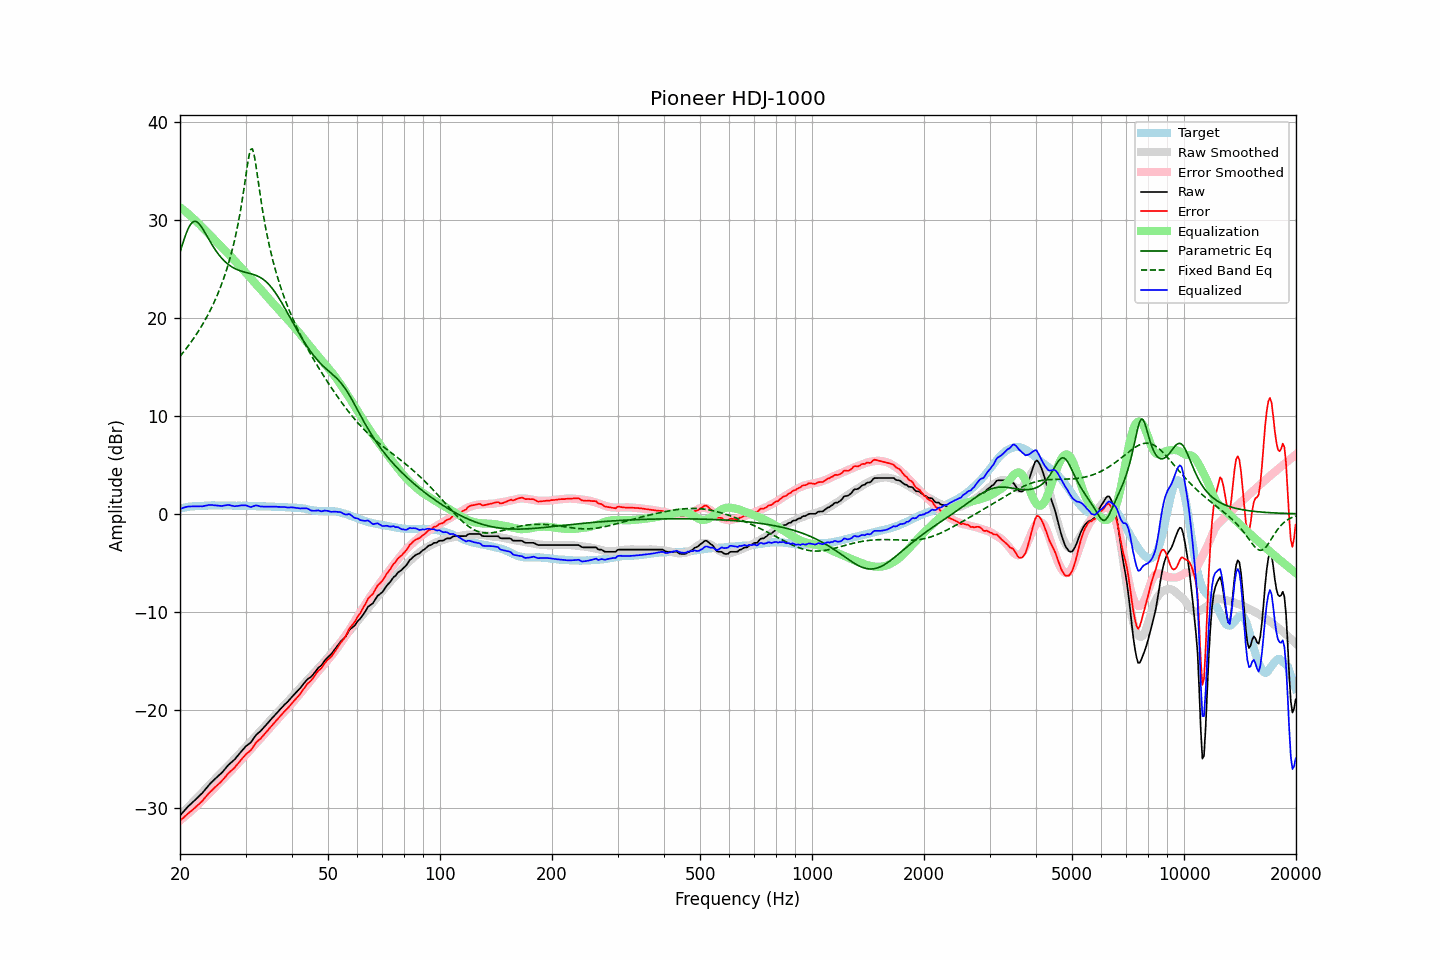 Pioneer HDJ-1000
40
30
20
10
0
−10
−20
−30
Amplitude (dBr)
Target
Raw Smoothed
Error Smoothed
Raw
Error
Equalization
Parametric Eq
Fixed Band Eq
Equalized
20 50 100 200 500 1000 2000 5000 10000 20000
Frequency (Hz)